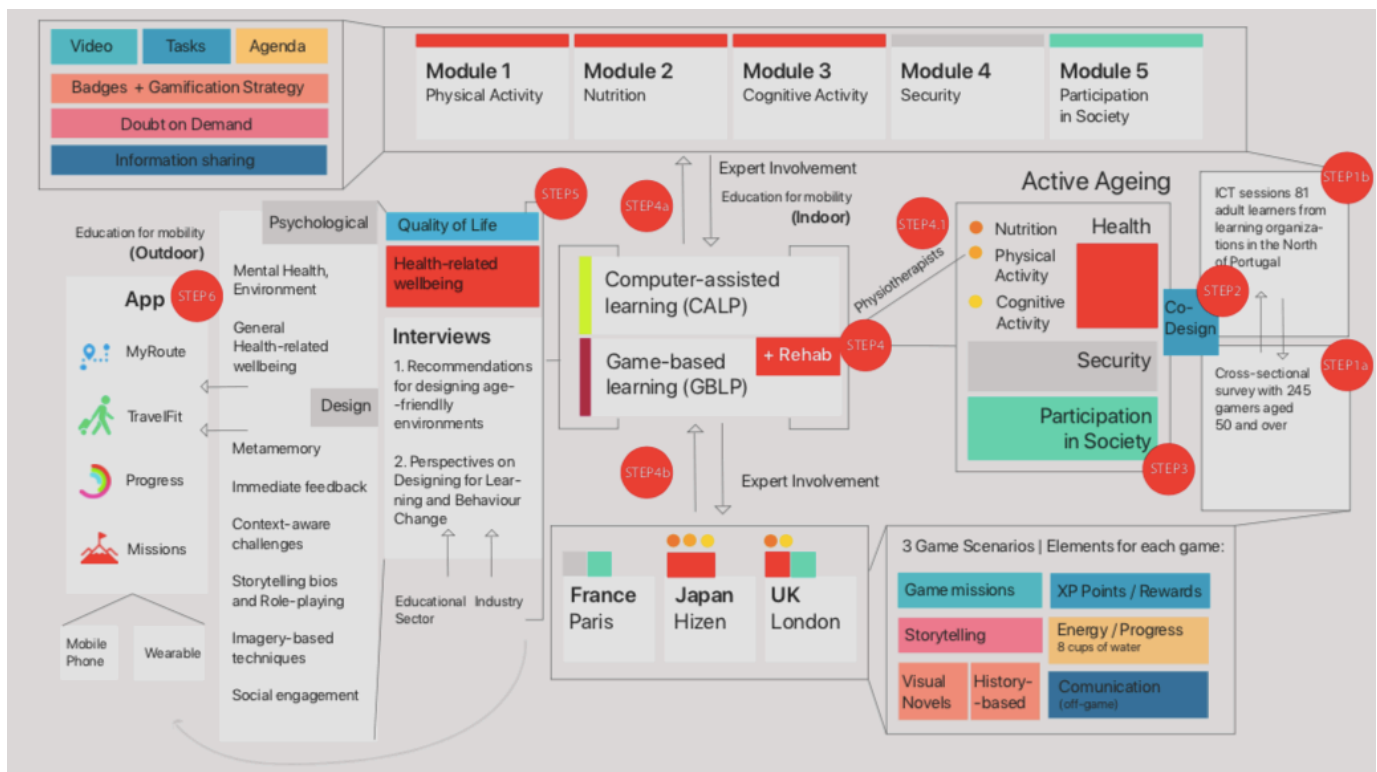 Video
Tasks
Agenda
Badges + Gamification Strategy
Doubt on Demand
Information sharing
Module 1
Physical Activity
Module 2
Nutrition
Module 3
Cognitive Activity
Module 4
Security
Module 5
Participation
in Society
Expert Involvement
STEP4a
Education for mobility
(Indoor)
STEP5
Education for mobility
(Outdoor)
App
STEP6
MyRoute
TravelFit
Progress
Missions
Mobile
Phone
Wearable
Psychological
Mental Health,
Environment
General
Health-related
wellbeing
Design
Metamemory
Immediate feedback
Context-aware
challenges
Storytelling bios
and Role-playing
Imagery-based
techniques
Social engagement
Quality of Life
Health-related
wellbeing
Interviews
1. Recommendations
for designing age-
-friendlly
environments
2. Perspectives on
Designing for Lear-
ning and Behaviour
Change
Educational
Sector
Industry
Computer-assisted
learning (CALP)
Game-based
learning (GBLP)
+ Rehab
STEP4
Physiotherapists
STEP4.1
STEP4b
Expert Involvement
Active Ageing
Nutrition
Physical
Activity
Cognitive
Activity
Health
Security
Participation
in Society
STEP3
Co-
Design
STEP2
STEP1b
ICT sessions 81
adult learners from
learning organiza-
tions in the North
of Portugal
STEP1a
Cross-sectional
survey with 245
gamers aged
50 and over
France
Paris
Japan
Hizen
UK
London
3 Game Scenarios | Elements for each game:
Game missions
XP Points / Rewards
Storytelling
Energy / Progress
8 cups of water
Visual
Novels
History-
-based
Comunication
(off-game)